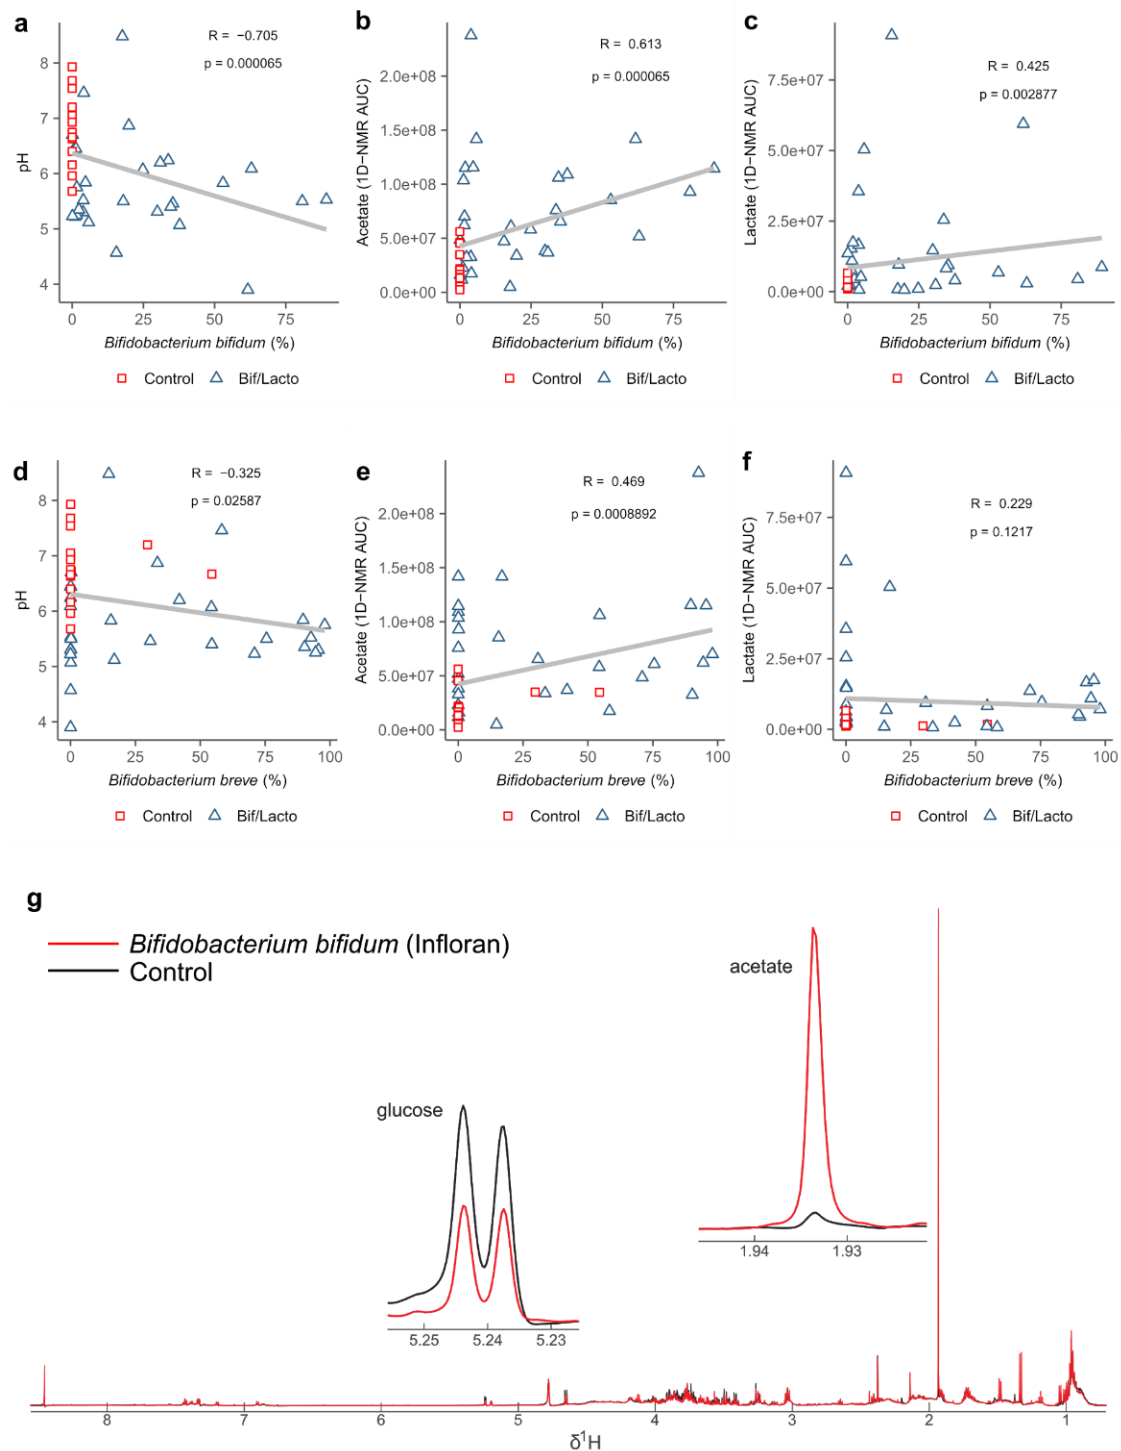 a
R = −0.705
p = 0.000065
8
7
6
5
4
pH
0 25 50 75
Bifidobacterium bifidum (%)
Control Bif/Lacto
b
R = 0.613
p = 0.000065
2.0e+08
1.5e+08
1.0e+08
5.0e+07
0.0e+00
Acetate (1D−NMR AUC)
0 25 50 75
Bifidobacterium bifidum (%)
Control Bif/Lacto
c
R = 0.425
p = 0.002877
7.5e+07
5.0e+07
2.5e+07
0.0e+00
Lactate (1D−NMR AUC)
0 25 50 75
Bifidobacterium bifidum (%)
Control Bif/Lacto
d
R = −0.325
p = 0.02587
8
7
6
5
4
pH
0 25 50 75 100
Bifidobacterium breve (%)
Control Bif/Lacto
e
R = 0.469
p = 0.0008892
2.0e+08
1.5e+08
1.0e+08
5.0e+07
0.0e+00
Acetate (1D−NMR AUC)
0 25 50 75 100
Bifidobacterium breve (%)
Control Bif/Lacto
f
R = 0.229
p = 0.1217
7.5e+07
5.0e+07
2.5e+07
0.0e+00
Lactate (1D−NMR AUC)
0 25 50 75 100
Bifidobacterium breve (%)
Control Bif/Lacto
g
Bifidobacterium bifidum (Infloran)
Control
acetate
1.94 1.93
glucose
5.25 5.24 5.23
8 7 6 5 4 3 2 1
δ¹H